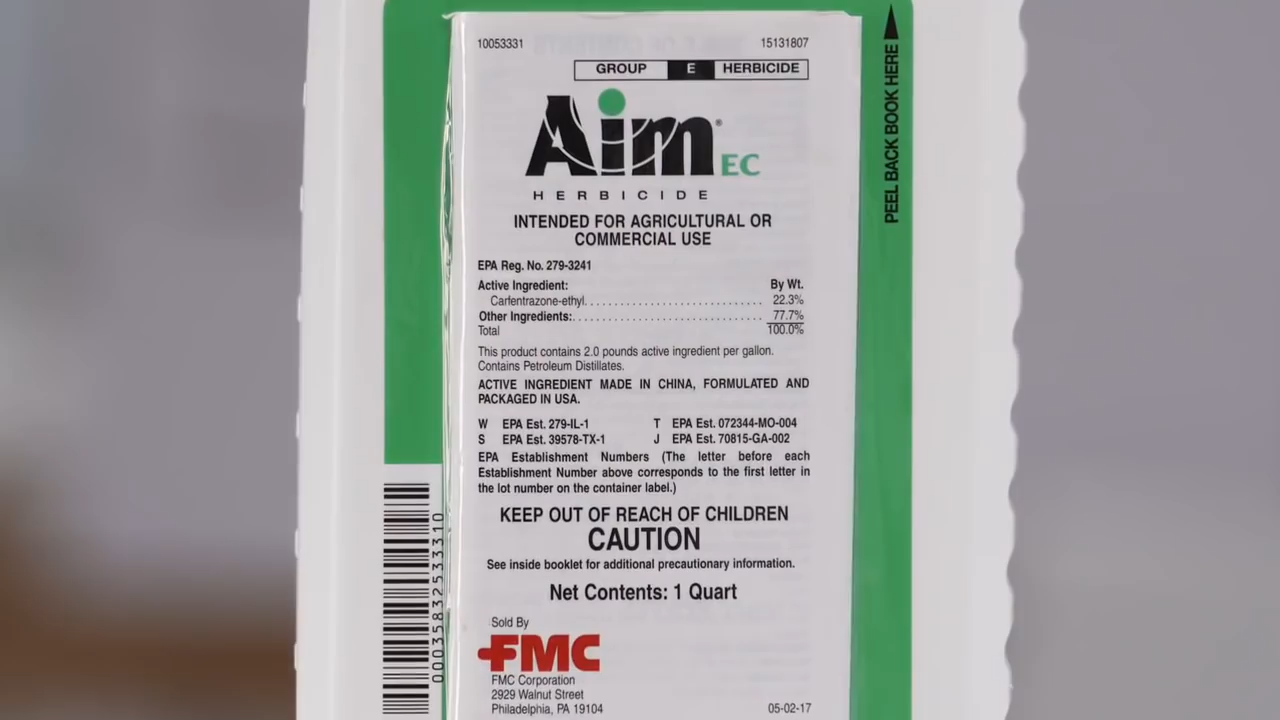 10053331 15131807
GROUP E HERBICIDE
Aim® EC
HERBICIDE
INTENDED FOR AGRICULTURAL OR
COMMERCIAL USE
EPA Reg. No. 279-3241
Active Ingredient: By Wt.
Carfentrazone-ethyl. . . . . . . . . . . . . . . . . . . . . . . . . . . . . . . 22.3%
Other Ingredients:. . . . . . . . . . . . . . . . . . . . . . . . . . . . . . . . . 77.7%
Total 100.0%
This product contains 2.0 pounds active ingredient per gallon.
Contains Petroleum Distillates.
ACTIVE INGREDIENT MADE IN CHINA, FORMULATED AND
PACKAGED IN USA.
W EPA Est. 279-IL-1 T EPA Est. 072344-MO-004
S EPA Est. 39578-TX-1 J EPA Est. 70815-GA-002
EPA Establishment Numbers (The letter before each
Establishment Number above corresponds to the first letter in
the lot number on the container label.)
KEEP OUT OF REACH OF CHILDREN
CAUTION
See inside booklet for additional precautionary information.
Net Contents: 1 Quart
Sold By
FMC
FMC Corporation
2929 Walnut Street
Philadelphia, PA 19104 05-02-17
PEEL BACK BOOK HERE
000358325333310